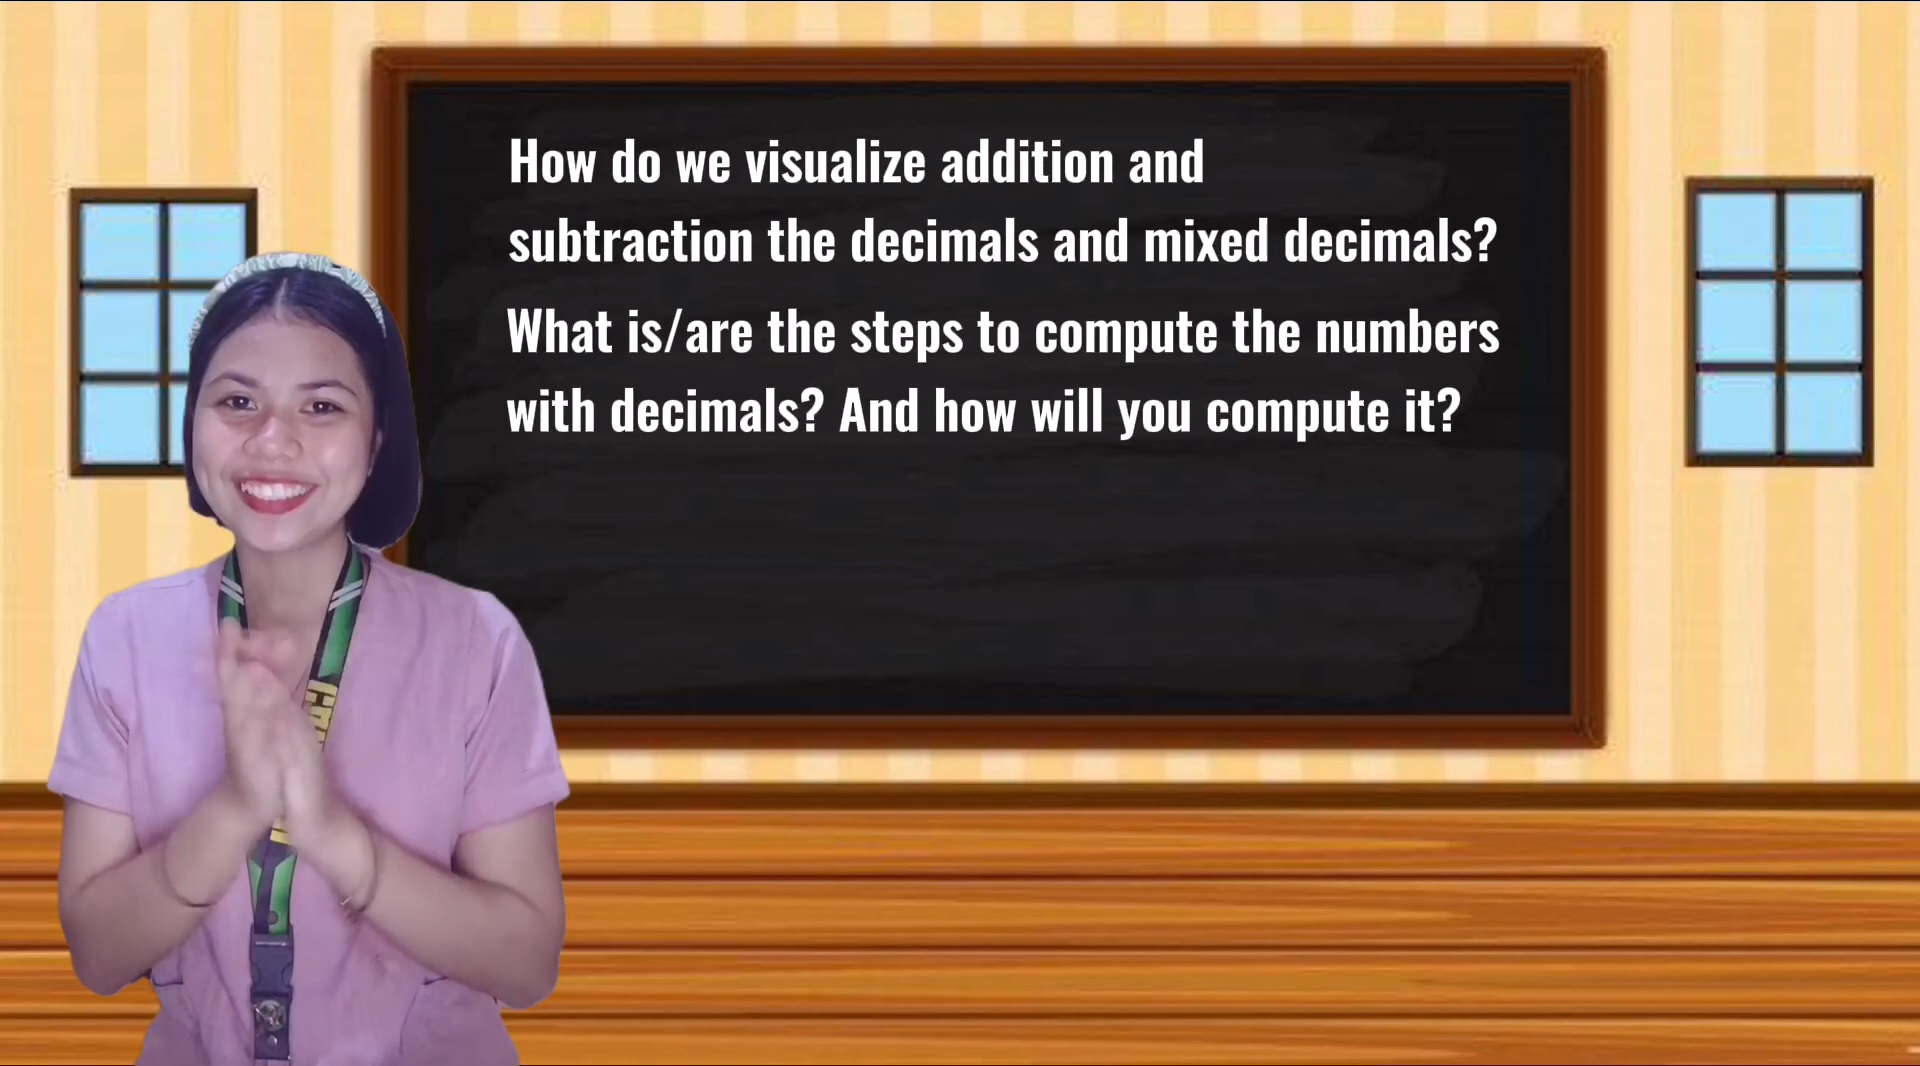 How do we visualize addition and
subtraction the decimals and mixed decimals?
What is/are the steps to compute the numbers
with decimals? And how will you compute it?